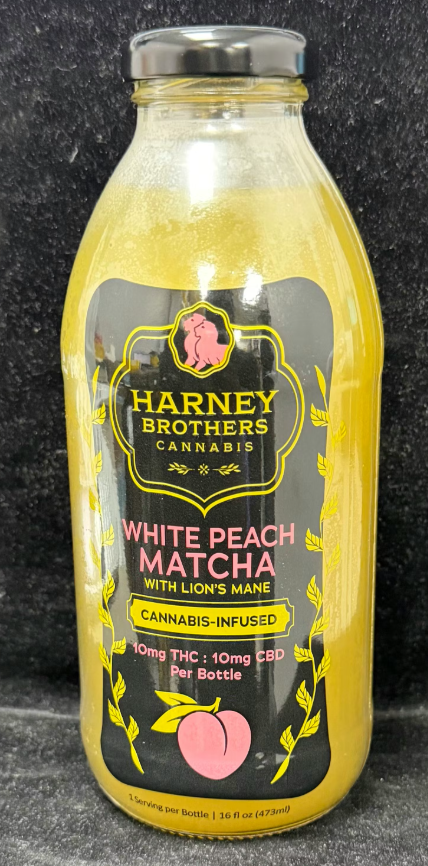 HARNEY
BROTHERS
CANNABIS
WHITE PEACH
MATCHA
WITH LION'S MANE
CANNABIS-INFUSED
10mg THC : 10mg CBD
Per Bottle
1 Serving per Bottle | 16 fl oz (473ml)